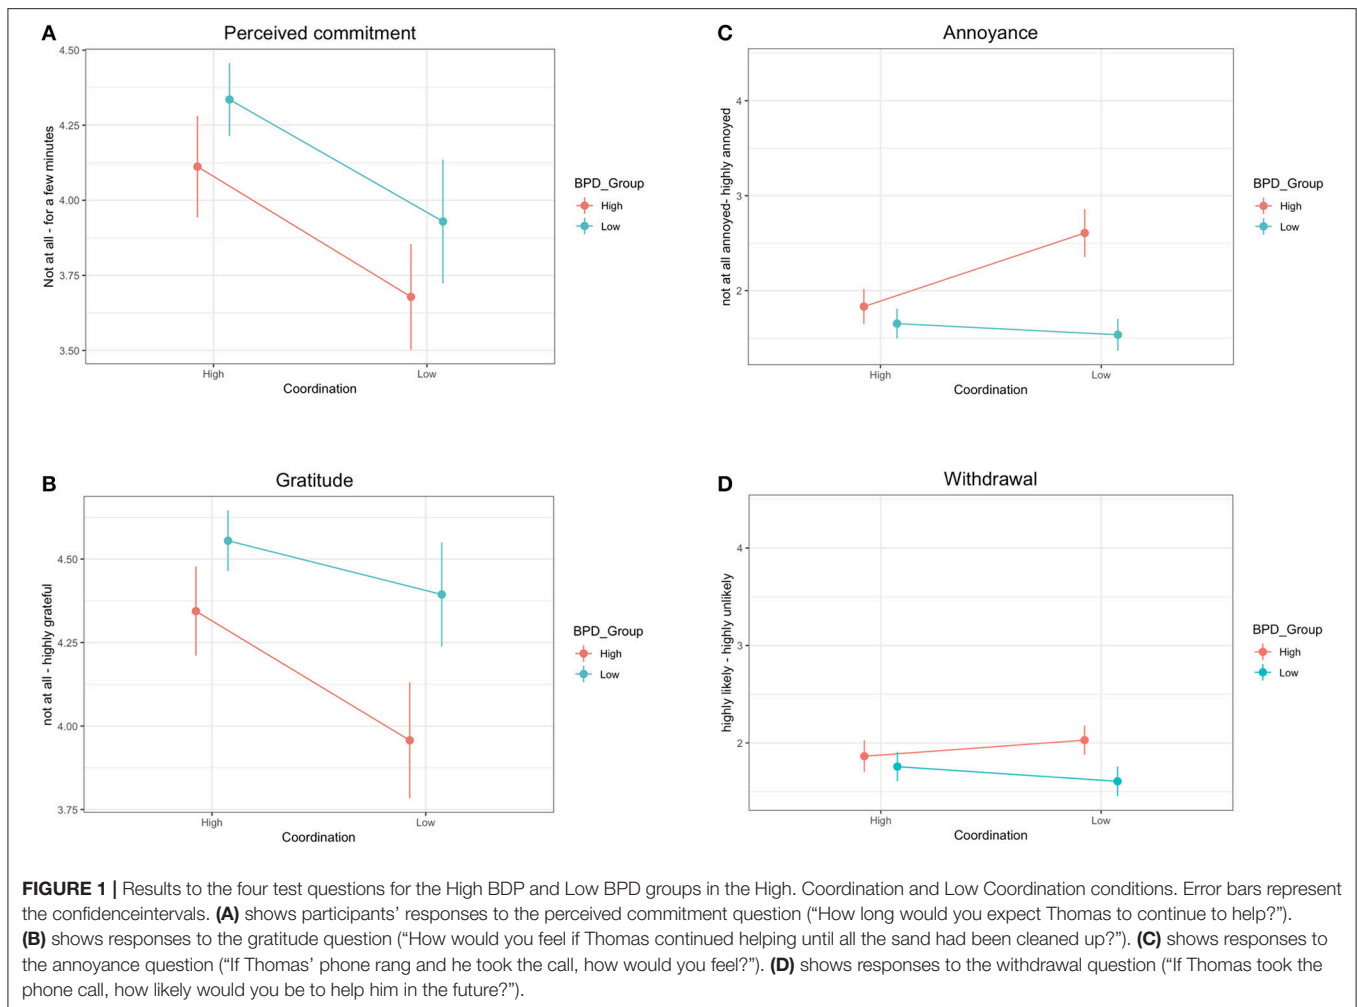 A
Perceived commitment
4.50
4.25
4.00
3.75
3.50
Not at all - for a few minutes
High
Low
Coordination
BPD_Group
High
Low
C
Annoyance
4
3
2
not at all annoyed- highly annoyed
High
Low
Coordination
BPD_Group
High
Low
B
Gratitude
4.50
4.25
4.00
3.75
not at all - highly grateful
High
Low
Coordination
BPD_Group
High
Low
D
Withdrawal
4
3
2
highly likely - highly unlikely
High
Low
Coordination
BPD_Group
High
Low
FIGURE 1 | Results to the four test questions for the High BDP and Low BPD groups in the High. Coordination and Low Coordination conditions. Error bars represent
the confidenceintervals. (A) shows participants’ responses to the perceived commitment question (“How long would you expect Thomas to continue to help?”).
(B) shows responses to the gratitude question (“How would you feel if Thomas continued helping until all the sand had been cleaned up?”). (C) shows responses to
the annoyance question (“If Thomas’ phone rang and he took the call, how would you feel?”). (D) shows responses to the withdrawal question (“If Thomas took the
phone call, how likely would you be to help him in the future?”).